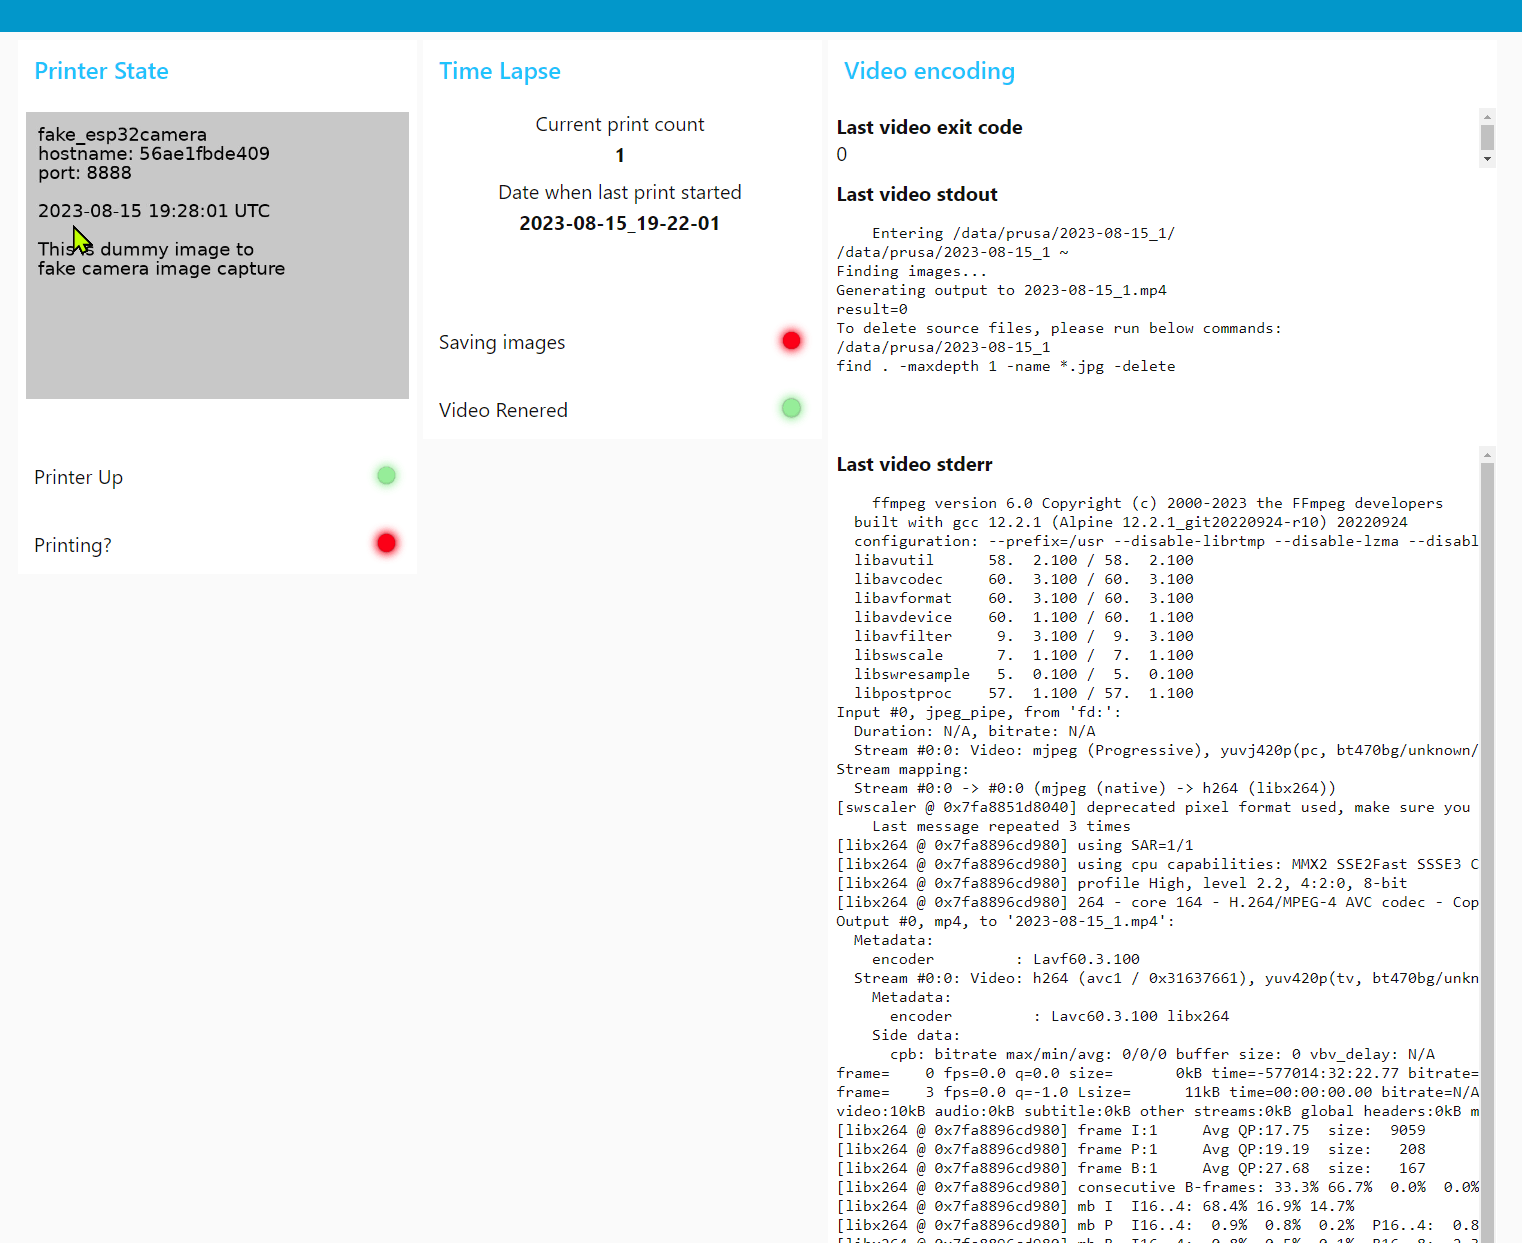 Printer State
fake_esp32camera
hostname: 56ae1fbde409
port: 8888
2023-08-15 19:28:01 UTC
This is dummy image to
fake camera image capture
Printer Up
Printing?
Time Lapse
Current print count
1
Date when last print started
2023-08-15_19-22-01
Saving images
Video Renered
Video encoding
Last video exit code
0
Last video stdout
Entering /data/prusa/2023-08-15_1/
/data/prusa/2023-08-15_1 ~
Finding images...
Generating output to 2023-08-15_1.mp4
result=0
To delete source files, please run below commands:
/data/prusa/2023-08-15_1
find . -maxdepth 1 -name *.jpg -delete
Last video stderr
ffmpeg version 6.0 Copyright (c) 2000-2023 the FFmpeg developers
built with gcc 12.2.1 (Alpine 12.2.1_git20220924-r10) 20220924
configuration: --prefix=/usr --disable-librtmp --disable-lzma --disabl
libavutil      58.  2.100 / 58.  2.100
libavcodec     60.  3.100 / 60.  3.100
libavformat    60.  3.100 / 60.  3.100
libavdevice    60.  1.100 / 60.  1.100
libavfilter     9.  3.100 /  9.  3.100
libswscale      7.  1.100 /  7.  1.100
libswresample   5.  0.100 /  5.  0.100
libpostproc    57.  1.100 / 57.  1.100
Input #0, jpeg_pipe, from 'fd:':
Duration: N/A, bitrate: N/A
Stream #0:0: Video: mjpeg (Progressive), yuvj420p(pc, bt470bg/unknown/
Stream mapping:
Stream #0:0 -> #0:0 (mjpeg (native) -> h264 (libx264))
[swscaler @ 0x7fa8851d8040] deprecated pixel format used, make sure you
Last message repeated 3 times
[libx264 @ 0x7fa8896cd980] using SAR=1/1
[libx264 @ 0x7fa8896cd980] using cpu capabilities: MMX2 SSE2Fast SSSE3 C
[libx264 @ 0x7fa8896cd980] profile High, level 2.2, 4:2:0, 8-bit
[libx264 @ 0x7fa8896cd980] 264 - core 164 - H.264/MPEG-4 AVC codec - Cop
Output #0, mp4, to '2023-08-15_1.mp4':
Metadata:
encoder         : Lavf60.3.100
Stream #0:0: Video: h264 (avc1 / 0x31637661), yuv420p(tv, bt470bg/unkn
Metadata:
encoder         : Lavc60.3.100 libx264
Side data:
cpb: bitrate max/min/avg: 0/0/0 buffer size: 0 vbv_delay: N/A
frame=    0 fps=0.0 q=0.0 size=       0kB time=-577014:32:22.77 bitrate=
frame=    3 fps=0.0 q=-1.0 Lsize=      11kB time=00:00:00.00 bitrate=N/A
video:10kB audio:0kB subtitle:0kB other streams:0kB global headers:0kB m
[libx264 @ 0x7fa8896cd980] frame I:1     Avg QP:17.75  size:  9059
[libx264 @ 0x7fa8896cd980] frame P:1     Avg QP:19.19  size:   208
[libx264 @ 0x7fa8896cd980] frame B:1     Avg QP:27.68  size:   167
[libx264 @ 0x7fa8896cd980] consecutive B-frames: 33.3% 66.7%  0.0%  0.0%
[libx264 @ 0x7fa8896cd980] mb I  I16..4: 68.4% 16.9% 14.7%
[libx264 @ 0x7fa8896cd980] mb P  I16..4:  0.9%  0.8%  0.2%  P16..4:  0.8